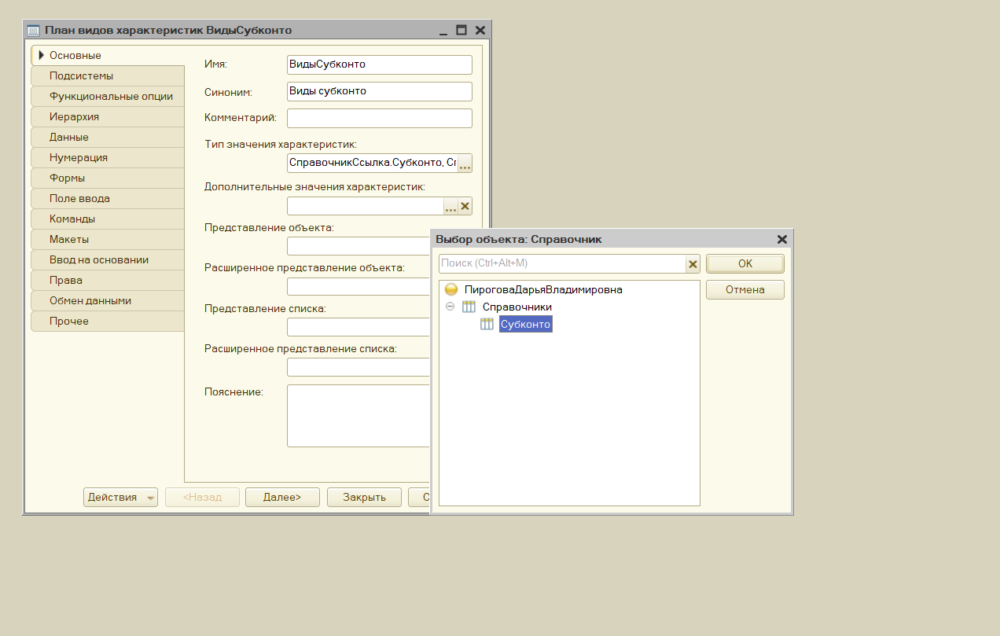 План видов характеристик ВидыСубконто
Основные
Подсистемы
Функциональные опции
Иерархия
Данные
Нумерация
Формы
Поле ввода
Команды
Макеты
Ввод на основании
Права
Обмен данными
Прочее
Имя: ВидыСубконто
Синоним: Виды субконто
Комментарий:
Тип значения характеристик:
СправочникСсылка.Субконто, Сп ...
Дополнительные значения характеристик:
...
Представление объекта:
Расширенное представление объекта:
Представление списка:
Расширенное представление списка:
Пояснение:
Действия <Назад Далее> Закрыть С
Выбор объекта: Справочник
Поиск (Ctrl+Alt+M) OK
Отмена
ПироговаДарьяВладимировна
Справочники
Субконто